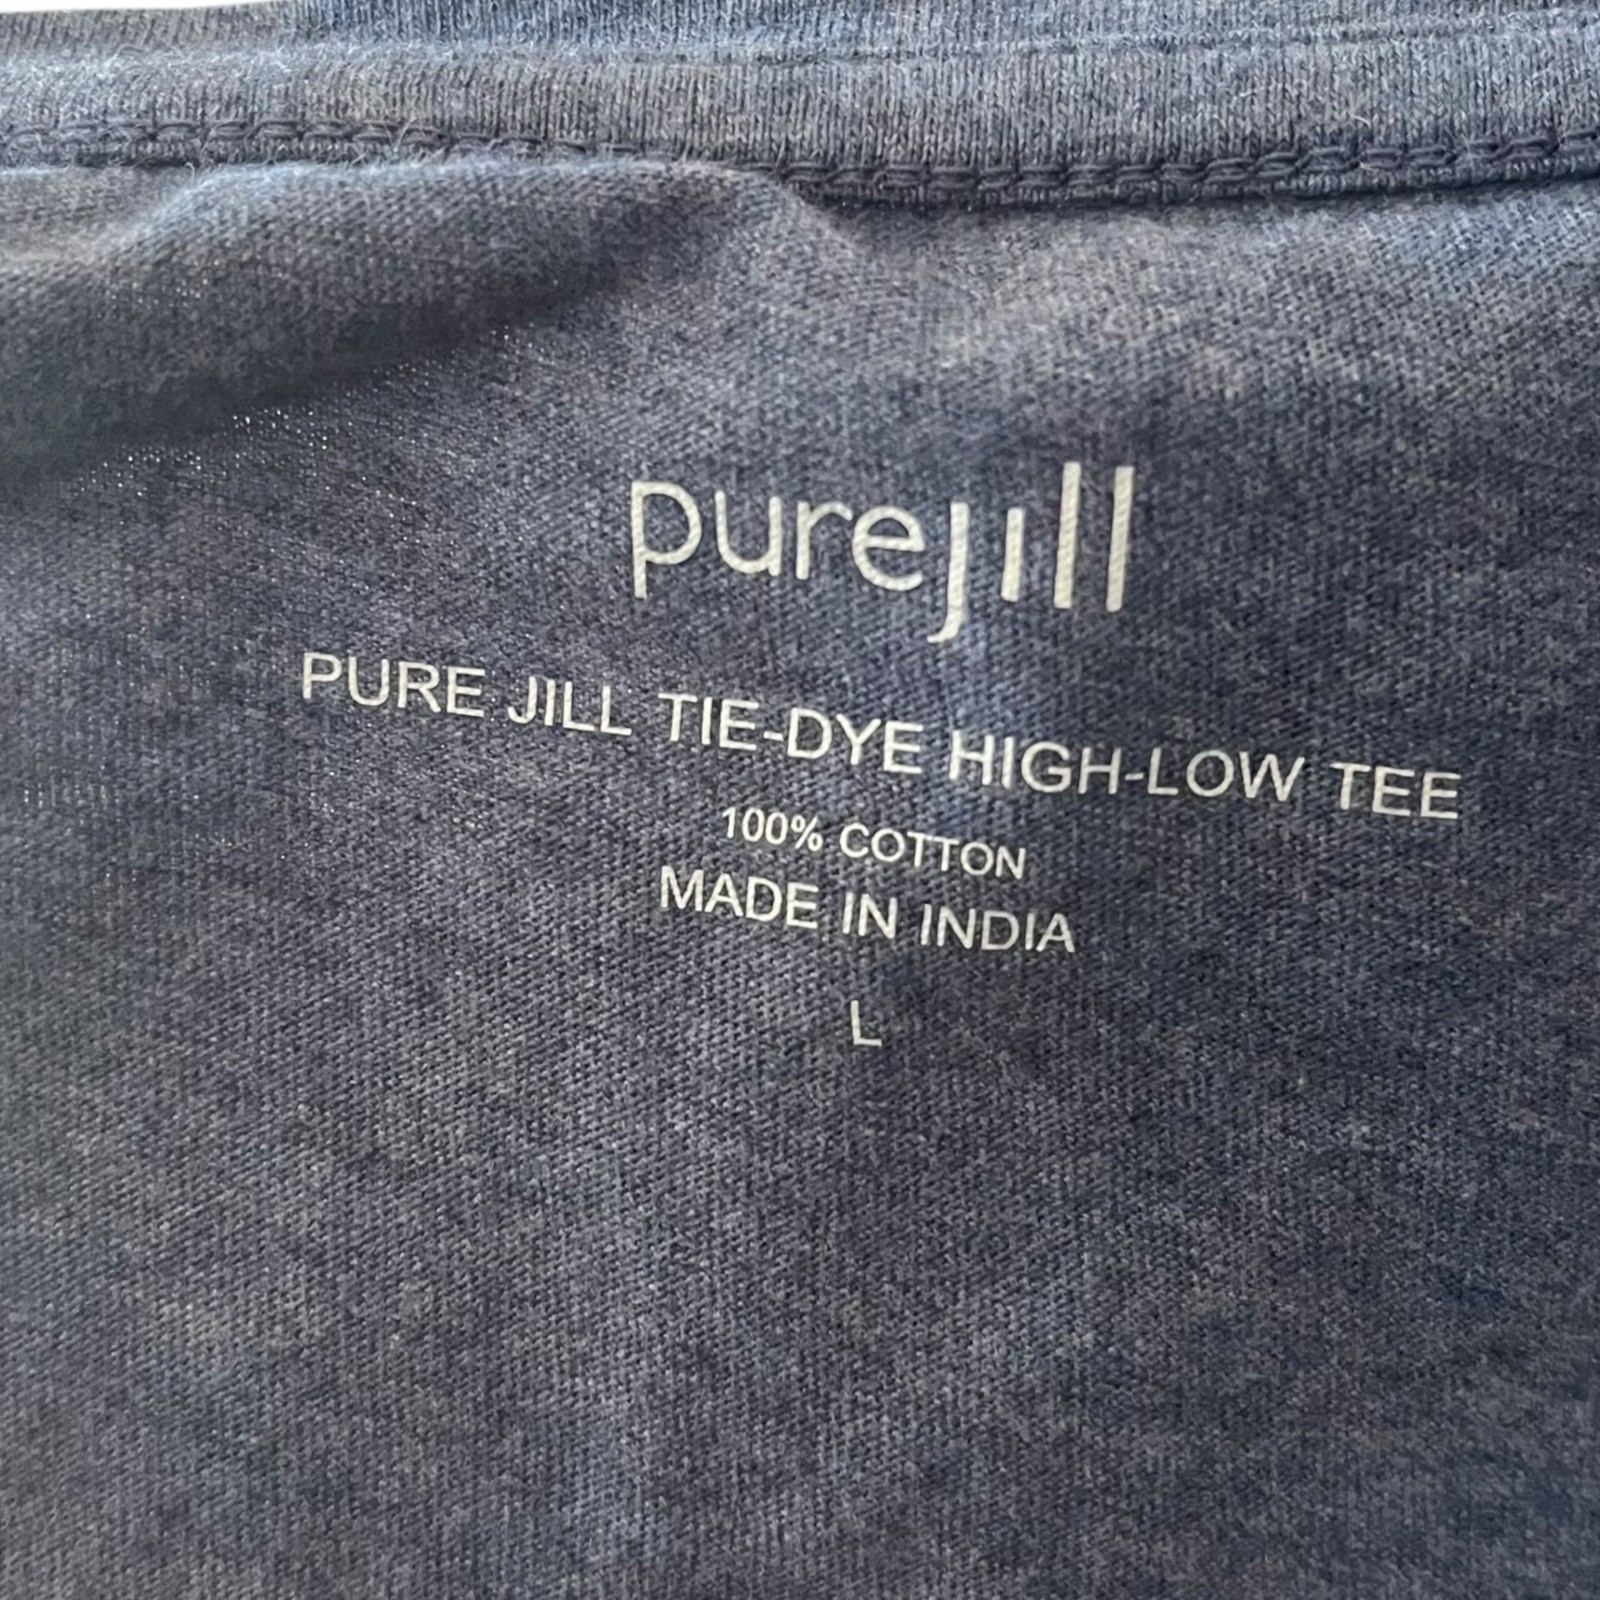 purejill
PURE JILL TIE-DYE HIGH-LOW TEE
100% COTTON
MADE IN INDIA
L